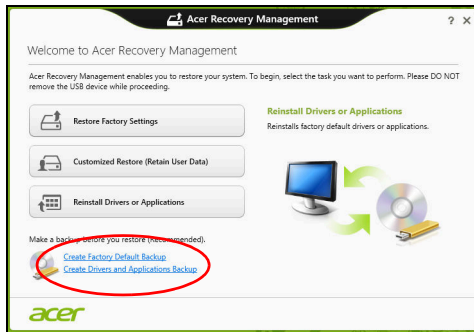 Acer Recovery Management
? X
Welcome to Acer Recovery Management
Acer Recovery Management enables you to restore your system. To begin, select the task you want to perform. Please DO NOT
remove the USB device while proceeding.
Restore Factory Settings
Customized Restore (Retain User Data)
Reinstall Drivers or Applications
Reinstall Drivers or Applications
Reinstalls factory default drivers or applications.
Make a backup before you restore (Recommended).
Create Factory Default Backup
Create Drivers and Applications Backup
acer